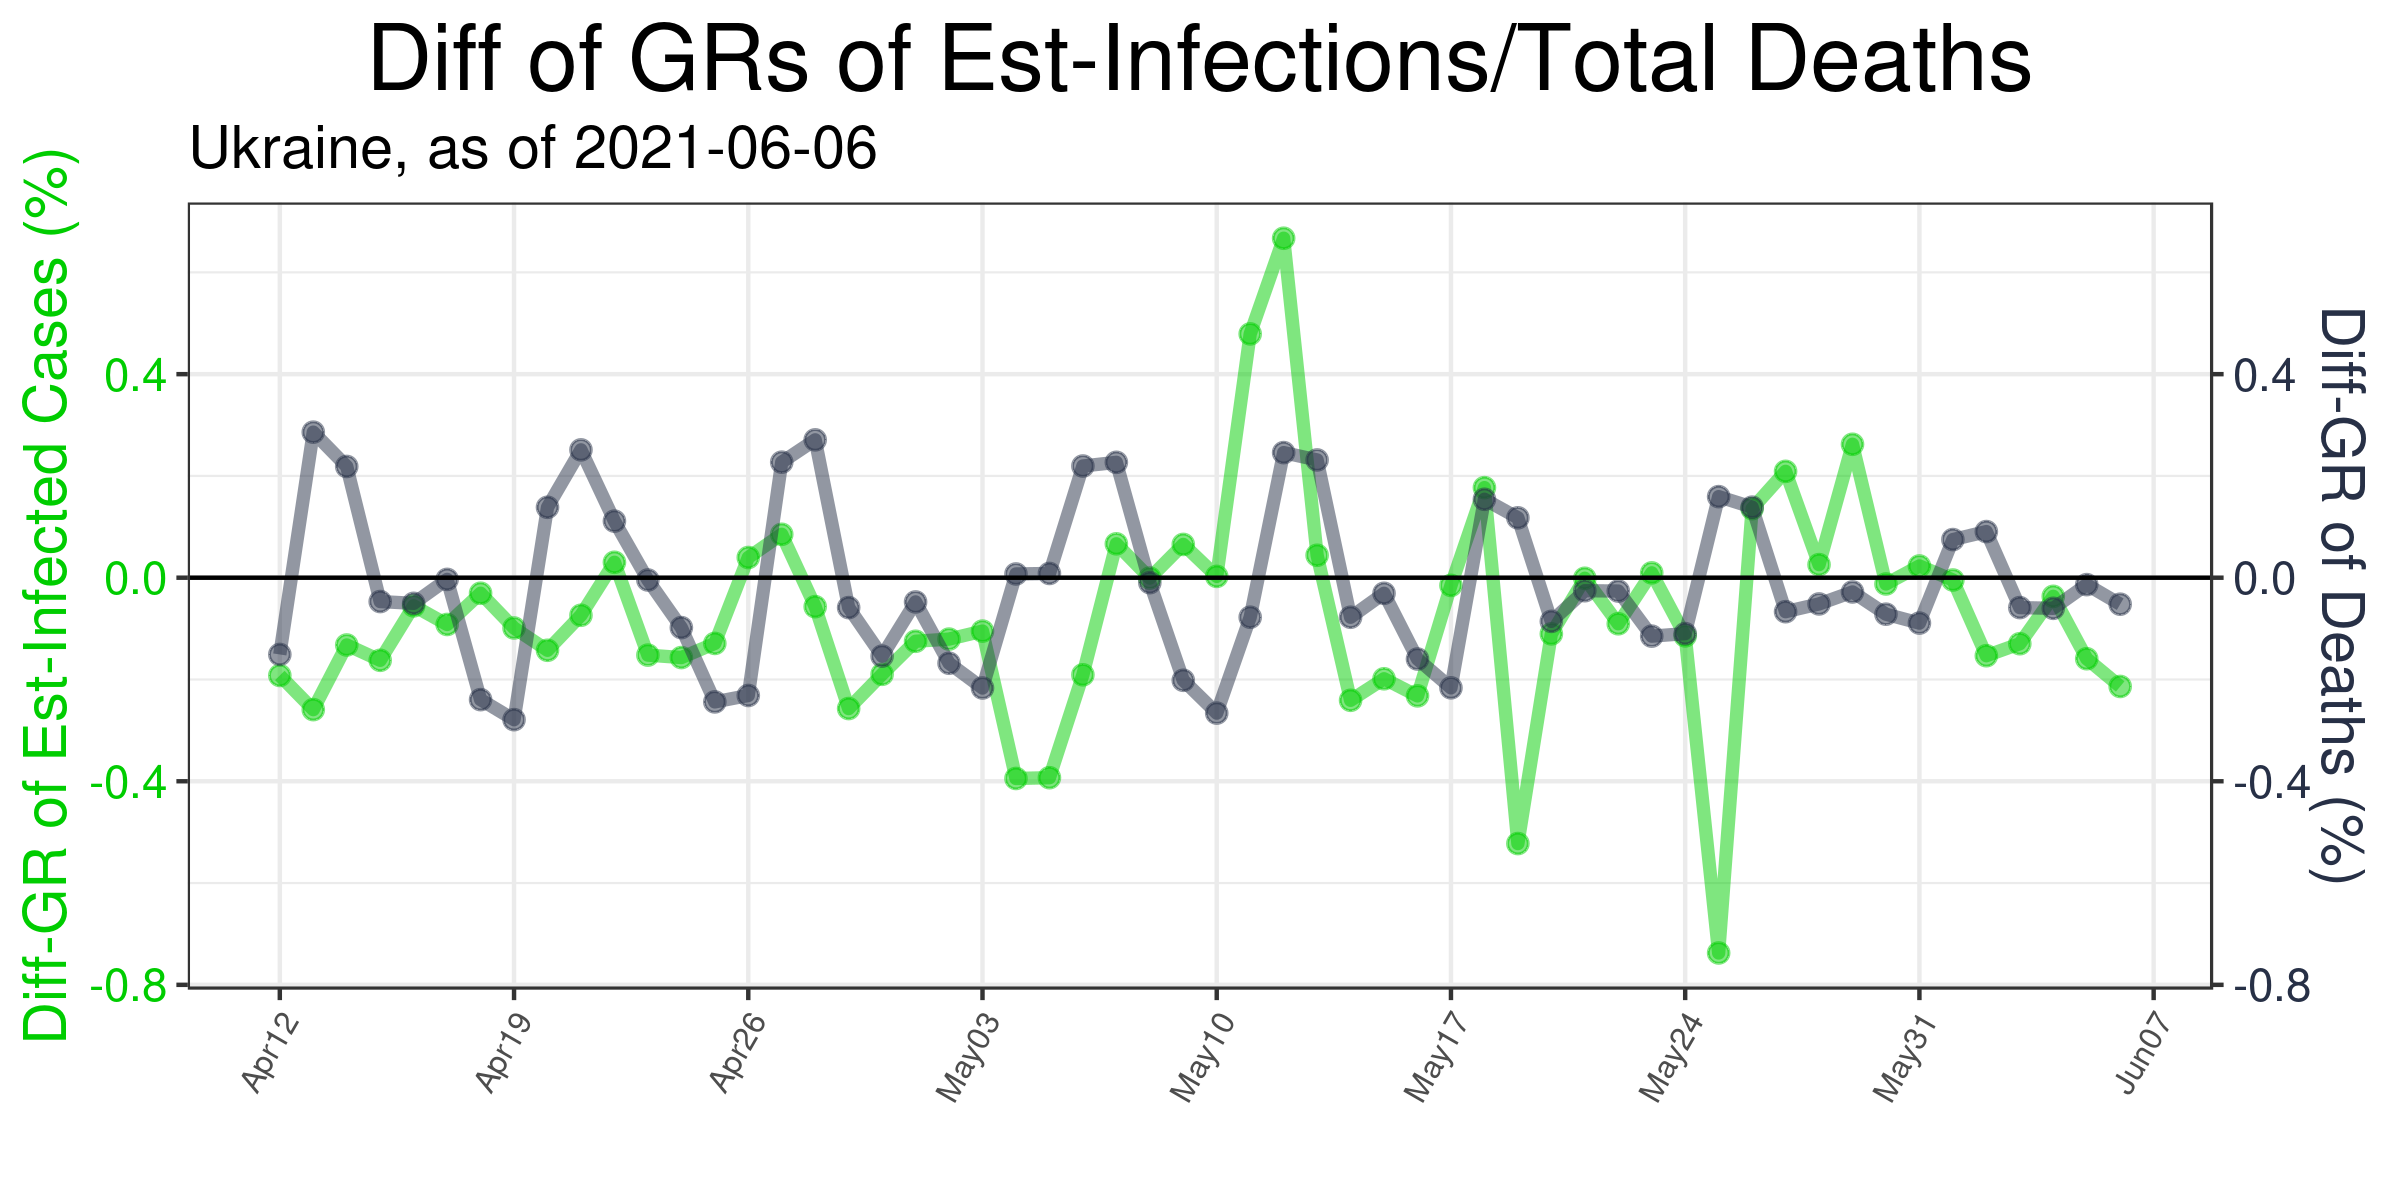 Diff of GRs of Est-Infections/Total Deaths
Ukraine, as of 2021-06-06
Diff-GR of Est-Infected Cases (%)
0.4
0.0
-0.4
-0.8
0.4
0.0
-0.4
-0.8
Diff-GR of Deaths (%)
Apr12
Apr19
Apr26
May03
May10
May17
May24
May31
Jun07